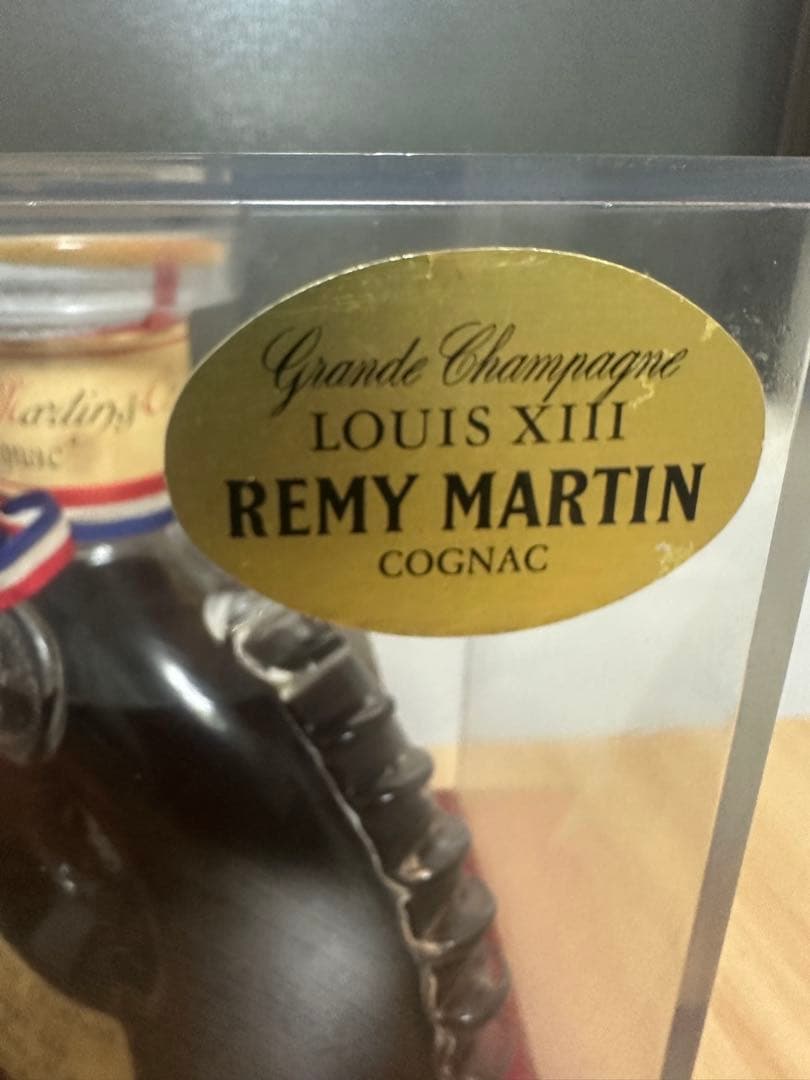 Grande Champagne
LOUIS XIII
REMY MARTIN
COGNAC